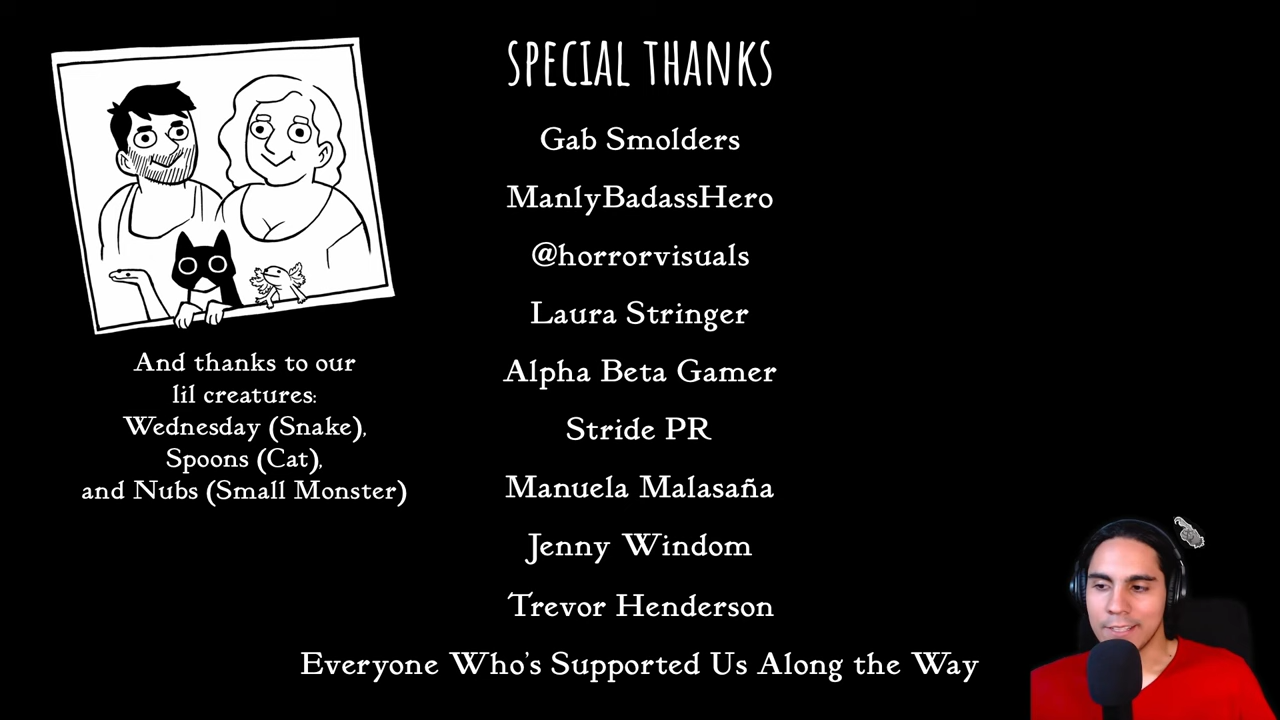 SPECIAL THANKS
Gab Smolders
ManlyBadassHero
@horrorvisuals
Laura Stringer
Alpha Beta Gamer
Stride PR
Manuela Malasaña
Jenny Windom
Trevor Henderson
Everyone Who's Supported Us Along the Way
And thanks to our
lil creatures:
Wednesday (Snake),
Spoons (Cat),
and Nubs (Small Monster)